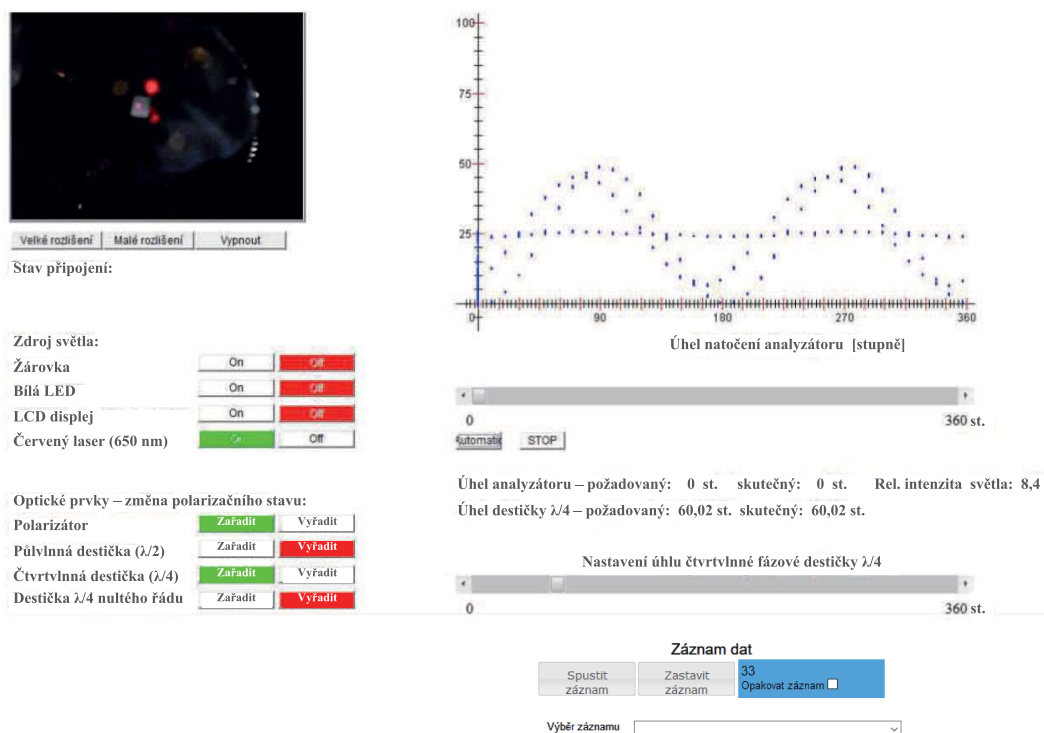 100
75
50
25
0
90
180
270
360
Úhel natočení analyzátoru [stupně]
Velké rozlišení Malé rozlišení Vypnout
Stav připojení:
Zdroj světla:
Žárovka On Off
Bílá LED On Off
LCD displej On Off
Červený laser (650 nm) On Off
0 360 st.
Automatic STOP
Úhel analyzátoru – požadovaný: 0 st. skutečný: 0 st. Rel. intenzita světla: 8,4
Úhel destičky λ/4 – požadovaný: 60,02 st. skutečný: 60,02 st.
Optické prvky – změna polarizačního stavu:
Polarizátor Zařadit Vyřadit
Půlvlnná destička (λ/2) Zařadit Vyřadit
Čtvrtvlnná destička (λ/4) Zařadit Vyřadit
Destička λ/4 nultého řádu Zařadit Vyřadit
Nastavení úhlu čtvrtvlnné fázové destičky λ/4
0 360 st.
Záznam dat
Spustit záznam Zastavit záznam
33
Opakovat záznam
Výběr záznamu